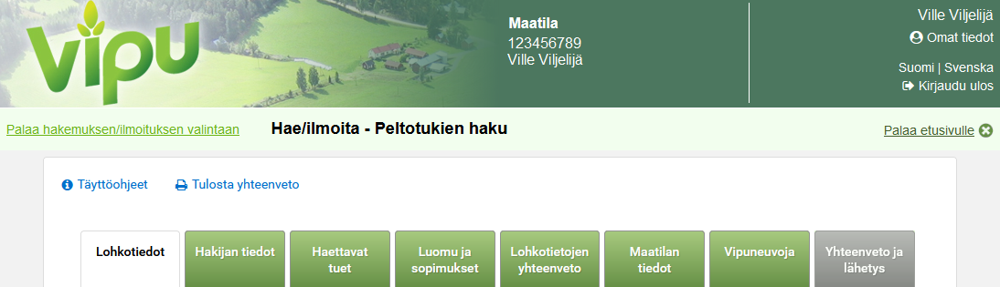 vipu
Maatila
123456789
Ville Viljelijä
Ville Viljelijä
Omat tiedot
Suomi | Svenska
Kirjaudu ulos
Palaa hakemuksen/ilmoituksen valintaan
Hae/ilmoita - Peltotukien haku
Palaa etusivulle
Täyttöohjeet
Tulosta yhteenveto
Lohkotiedot
Hakijan tiedot
Haettavat
tuet
Luomu ja
sopimukset
Lohkotietojen
yhteenveto
Maatilan
tiedot
Vipuneuvoja
Yhteenveto ja
lähetys